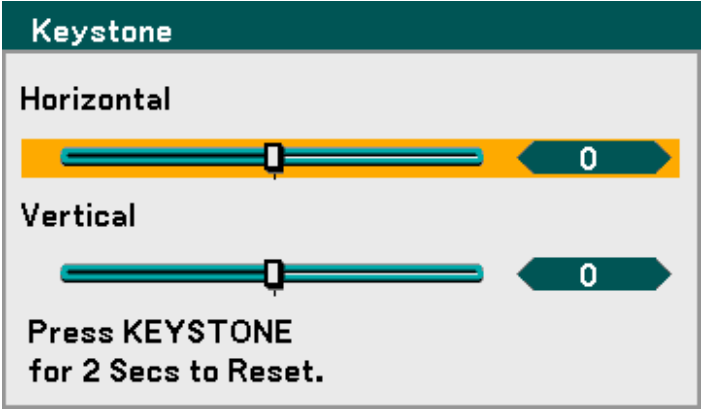 Keystone
Horizontal
0
Vertical
0
Press KEYSTONE
for 2 Secs to Reset.